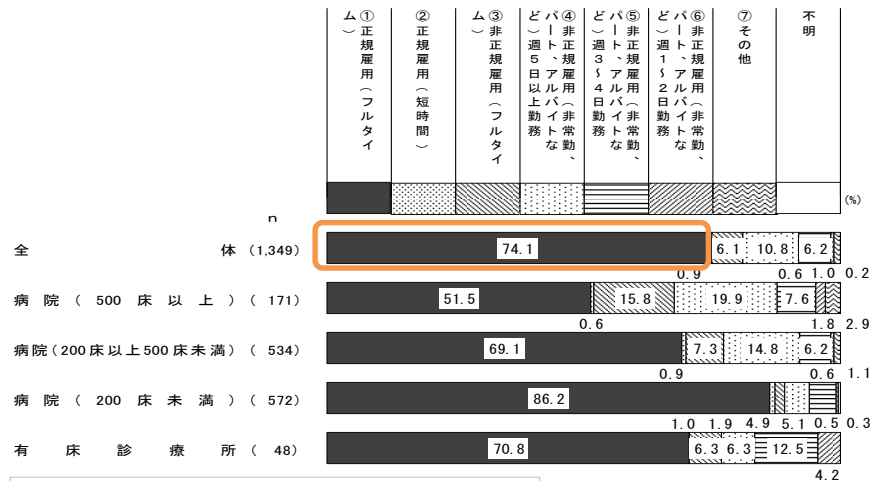 ①正規雇用（フルタイ
ム）
②正規雇用（短時間）
③非正規雇用（フルタイ
ム）
④非正規雇用（非常勤、
パート、アルバイトな
ど）週5日以上勤務
⑤非正規雇用（非常勤、
パート、アルバイトな
ど）週3～4日勤務
⑥非正規雇用（非常勤、
パート、アルバイトな
ど）週1～2日勤務
⑦その他
不明
(%)
n
全体 (1,349) 74.1 6.1 10.8 6.2
0.9 0.6 1.0 0.2
病院（500床以上）( 171) 51.5 15.8 19.9 7.6
0.6 1.8 2.9
病院(200床以上500床未満) ( 534) 69.1 7.3 14.8 6.2
0.9 0.6 1.1
病院（200床未満）( 572) 86.2
1.0 1.9 4.9 5.1 0.5 0.3
有床診療所 ( 48) 70.8 6.3 6.3 12.5
4.2